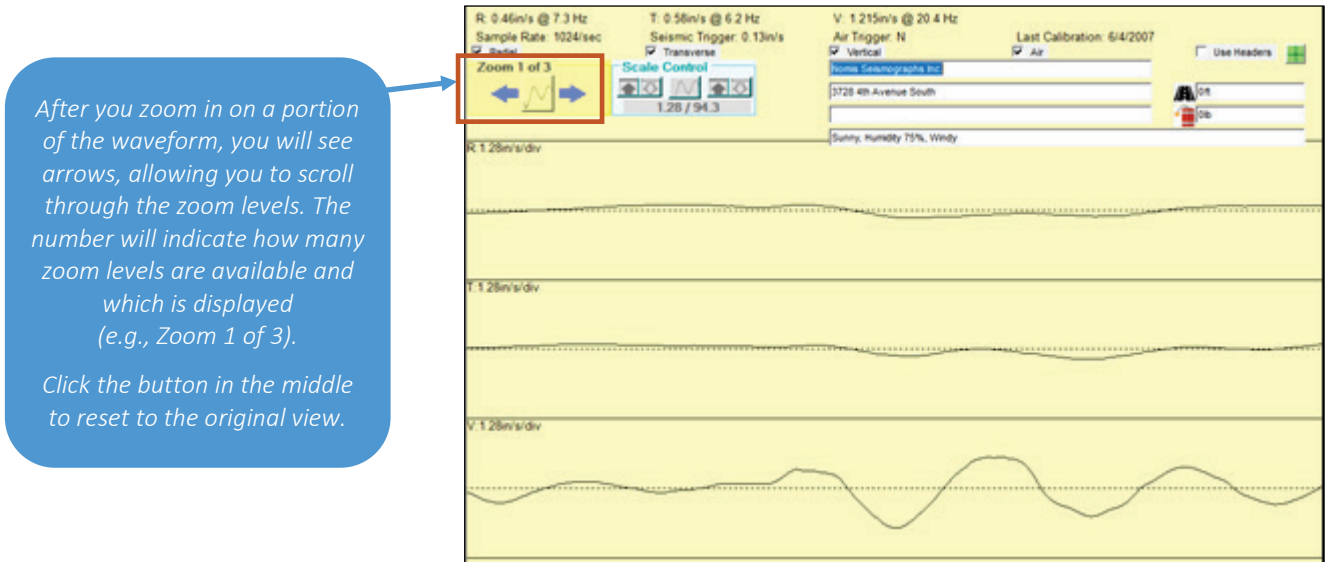 After you zoom in on a portion
of the waveform, you will see
arrows, allowing you to scroll
through the zoom levels. The
number will indicate how many
zoom levels are available and
which is displayed
(e.g., Zoom 1 of 3).
Click the button in the middle
to reset to the original view.
R: 0.46in/s @ 7.3 Hz T: 0.58in/s @ 6.2 Hz V: 1.215in/s @ 20.4 Hz
Sample Rate: 1024/sec Seismic Trigger: 0.13in/s Air Trigger: N Last Calibration: 6/4/2007
Radial Transverse Vertical Air Use Headers
Zoom 1 of 3 Scale Control Nomis Seismographs Inc.
3728 4th Avenue South 0ft
1.28 / 94.3 0lb
Sunny, Humidity 75%, Windy
R:1.28in/s/div
T:1.28in/s/div
V:1.28in/s/div